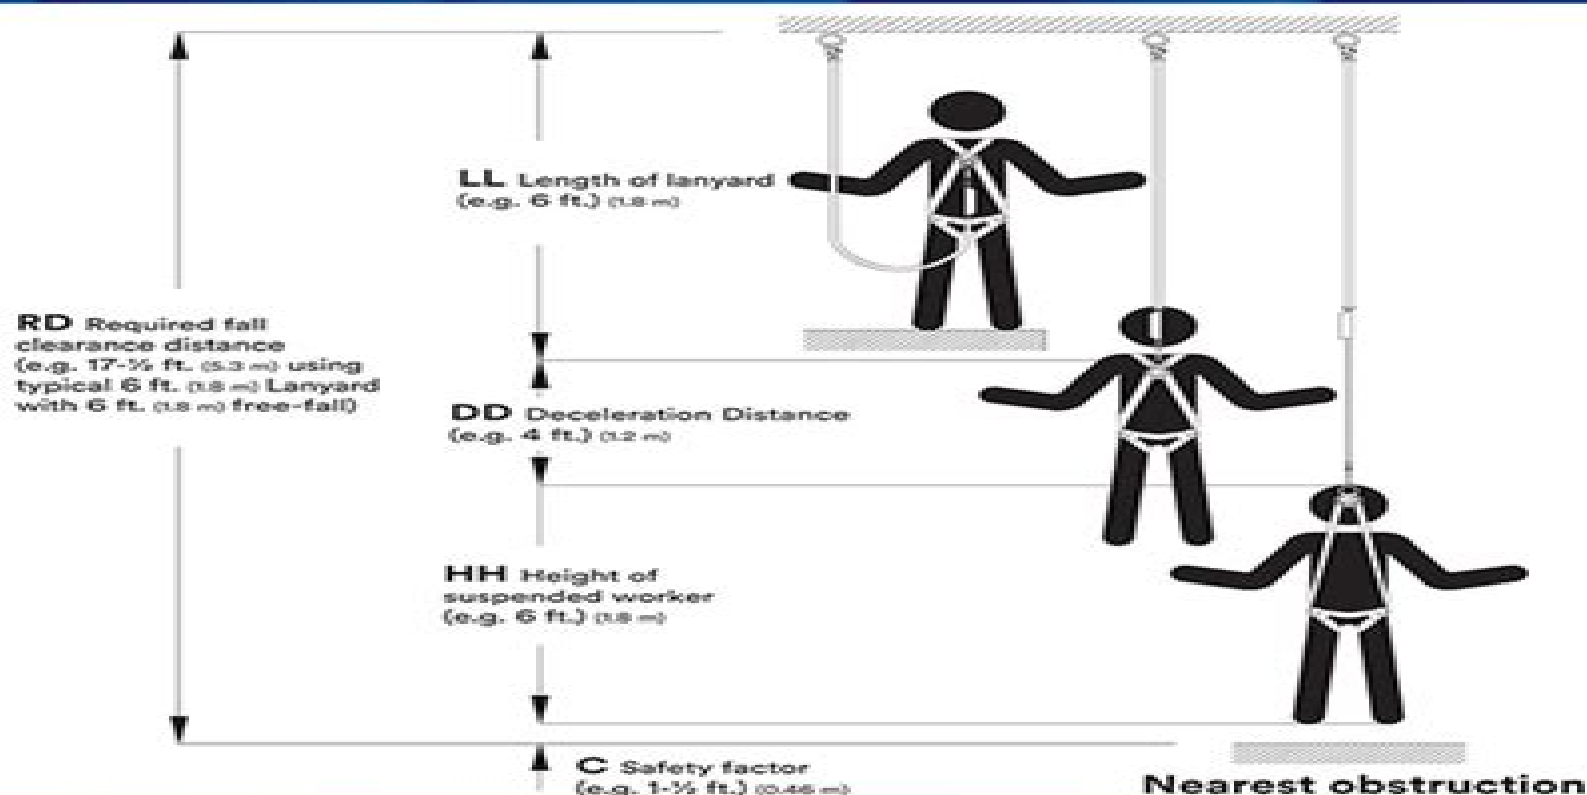 LL Length of lanyard
(e.g. 6 ft.) (1.8 m)
RD Required fall
clearance distance
(e.g. 17-½ ft. (5.3 m) using
typical 6 ft. (1.8 m) Lanyard
with 6 ft. (1.8 m) free-fall)
DD Deceleration Distance
(e.g. 4 ft.) (1.2 m)
HH Height of
suspended worker
(e.g. 6 ft.) (1.8 m)
C Safety factor
(e.g. 1-½ ft.) (0.46 m)
Nearest obstruction